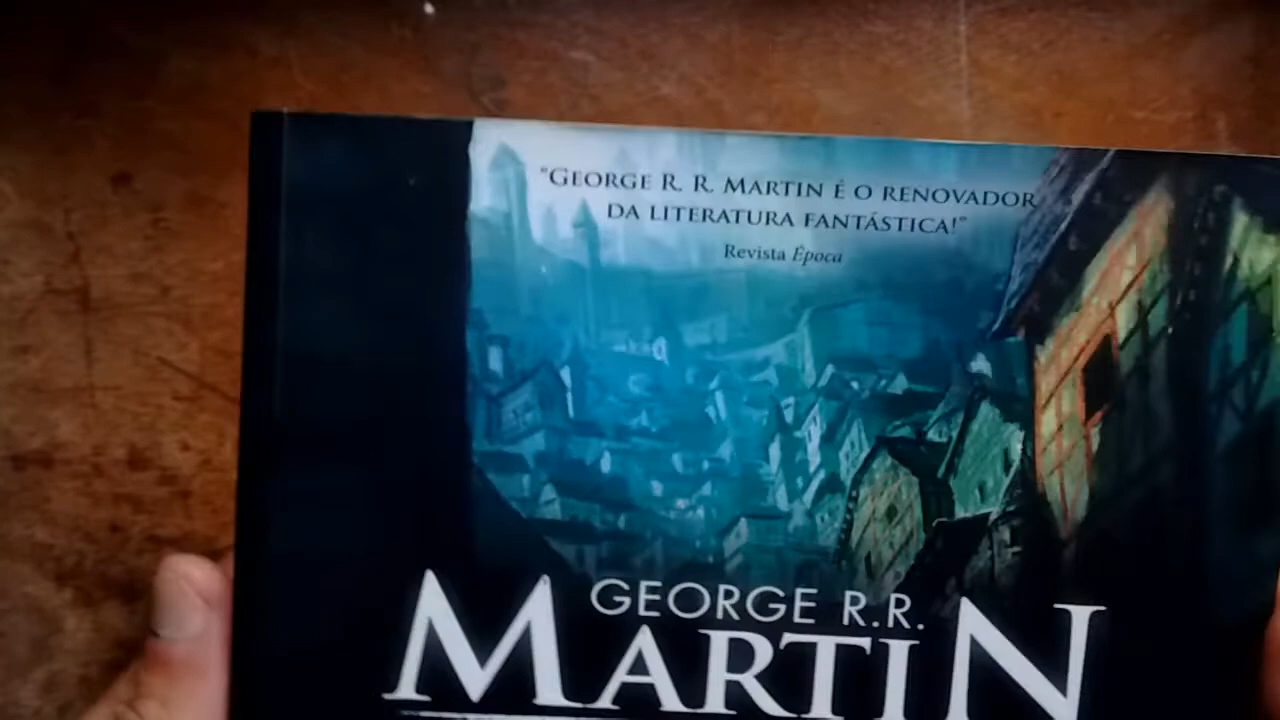 "GEORGE R. R. MARTIN É O RENOVADOR
DA LITERATURA FANTÁSTICA!"
Revista Época
GEORGE R.R.
MARTIN